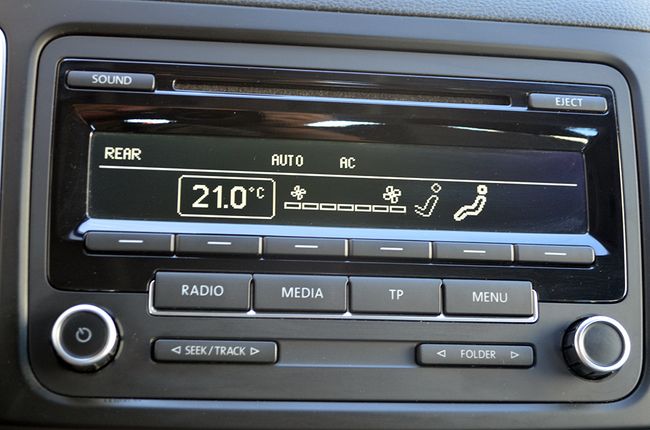 SOUND
EJECT
REAR AUTO AC
21.0°C
RADIO MEDIA TP MENU
SEEK/TRACK FOLDER